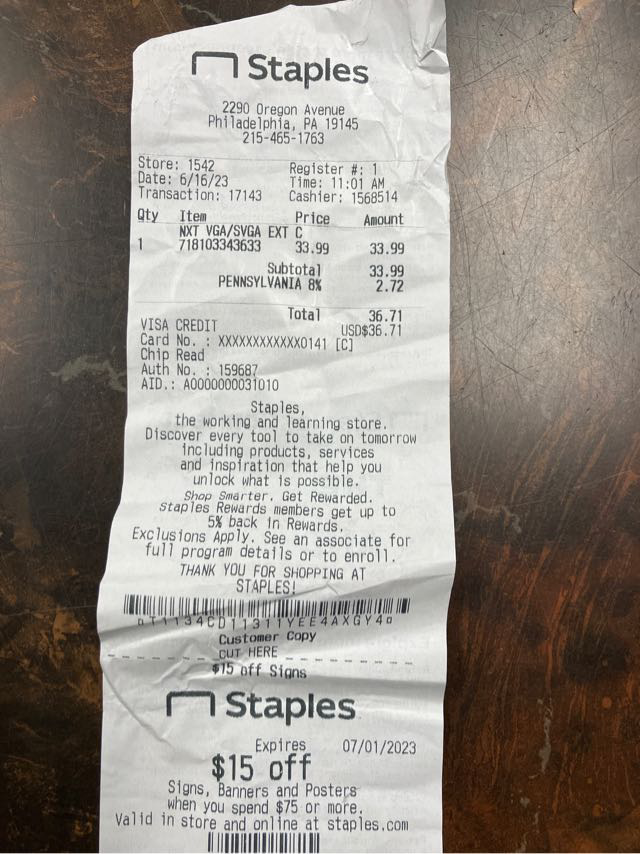 Staples
2290 Oregon Avenue
Philadelphia, PA 19145
215-465-1763
Store: 1542 Register #: 1
Date: 6/16/23 Time: 11:01 AM
Transaction: 17143 Cashier: 1568514
Qty Item Price Amount
NXT VGA/SVGA EXT C
1 718103343633 33.99 33.99
Subtotal 33.99
PENNSYLVANIA 8% 2.72
Total 36.71
VISA CREDIT USD$36.71
Card No. : XXXXXXXXXXXX0141 [C]
Chip Read
Auth No. : 159687
AID.: A0000000031010
Staples,
the working and learning store.
Discover every tool to take on tomorrow
including products, services
and inspiration that help you
unlock what is possible.
Shop Smarter. Get Rewarded.
Staples Rewards members get up to
5% back in Rewards.
Exclusions Apply. See an associate for
full program details or to enroll.
THANK YOU FOR SHOPPING AT
STAPLES!
Customer Copy
CUT HERE
$15 off Signs
Staples
Expires 07/01/2023
$15 off
Signs, Banners and Posters
when you spend $75 or more.
Valid in store and online at staples.com